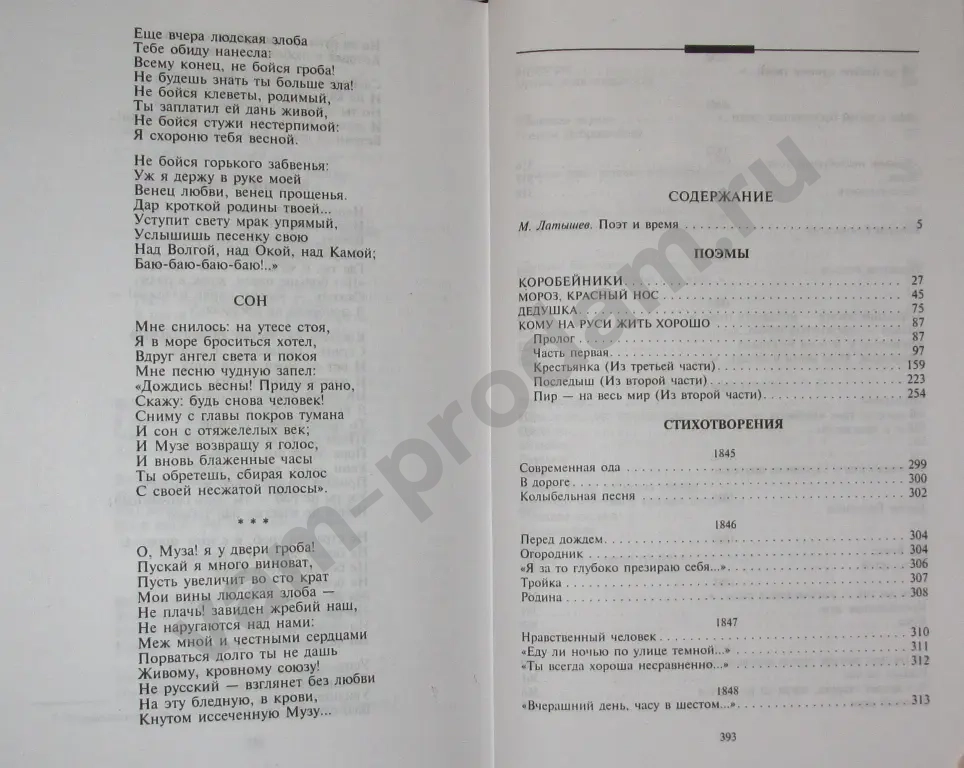 Еще вчера людская злоба
Тебе обиду нанесла:
Всему конец, не бойся гроба!
Не будешь знать ты больше зла!
Не бойся клеветы, родимый,
Ты заплатил ей дань живой,
Не бойся стужи нестерпимой:
Я схороню тебя весной.
Не бойся горького забвенья:
Уж я держу в руке моей
Венец любви, венец прощенья.
Дар кроткой родины твоей...
Уступит свету мрак упрямый,
Услышишь песенку свою
Над Волгой, над Окой, над Камой;
Баю-баю-баю-баю!..»
СОН
Мне снилось: на утесе стоя,
Я в море броситься хотел,
Вдруг ангел света и покоя
Мне песню чудную запел:
«Дождись весны! Приду я рано,
Скажу: будь снова человек!
Сниму с главы покров тумана
И сон с отяжелелых век;
И Музе возвращу я голос,
И вновь блаженные часы
Ты обретешь, сбирая колос
С своей несжатой полосы».
* * *
О, Муза! я у двери гроба!
Пускай я много виноват,
Пусть увеличит во сто крат
Мои вины людская злоба —
Не плачь! завиден жребий наш,
Не наругаются над нами:
Меж мной и честными сердцами
Порваться долго ты не дашь
Живому, кровному союзу!
Не русский — взглянет без любви
На эту бледную, в крови,
Кнутом иссеченную Музу...
СОДЕРЖАНИЕ
М. Латышев. Поэт и время 5
ПОЭМЫ
КОРОБЕЙНИКИ 27
МОРОЗ, КРАСНЫЙ НОС 45
ДЕДУШКА 75
КОМУ НА РУСИ ЖИТЬ ХОРОШО 87
Пролог 87
Часть первая 97
Крестьянка (Из третьей части) 159
Последыш (Из второй части) 223
Пир — на весь мир (Из второй части) 254
СТИХОТВОРЕНИЯ
1845
Современная ода 299
В дороге 300
Колыбельная песня 302
1846
Перед дождем 304
Огородник 304
«Я за то глубоко презираю себя...» 306
Тройка 307
Родина 308
1847
Нравственный человек 310
«Еду ли ночью по улице темной...» 311
«Ты всегда хороша несравненно...» 312
1848
«Вчерашний день, часу в шестом...» 313
393